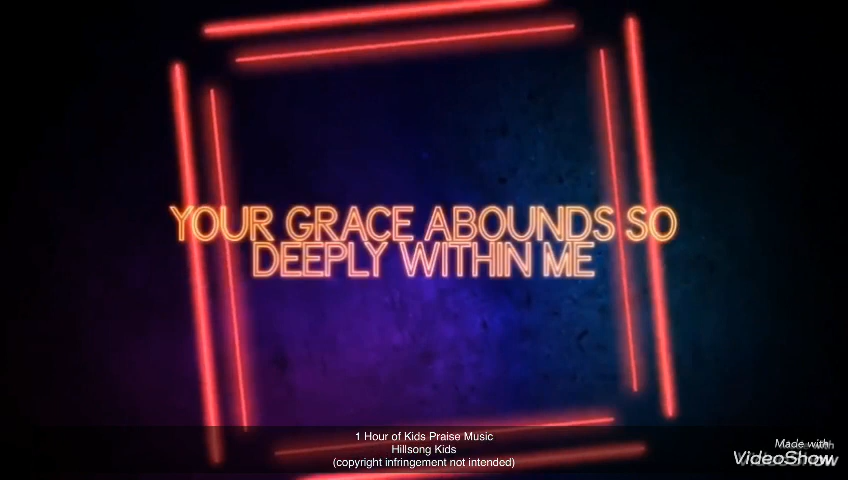 YOUR GRACE ABOUNDS SO
DEEPLY WITHIN ME
1 Hour of Kids Praise Music
Hillsong Kids
(copyright infringement not intended)
Made with
VideoShow